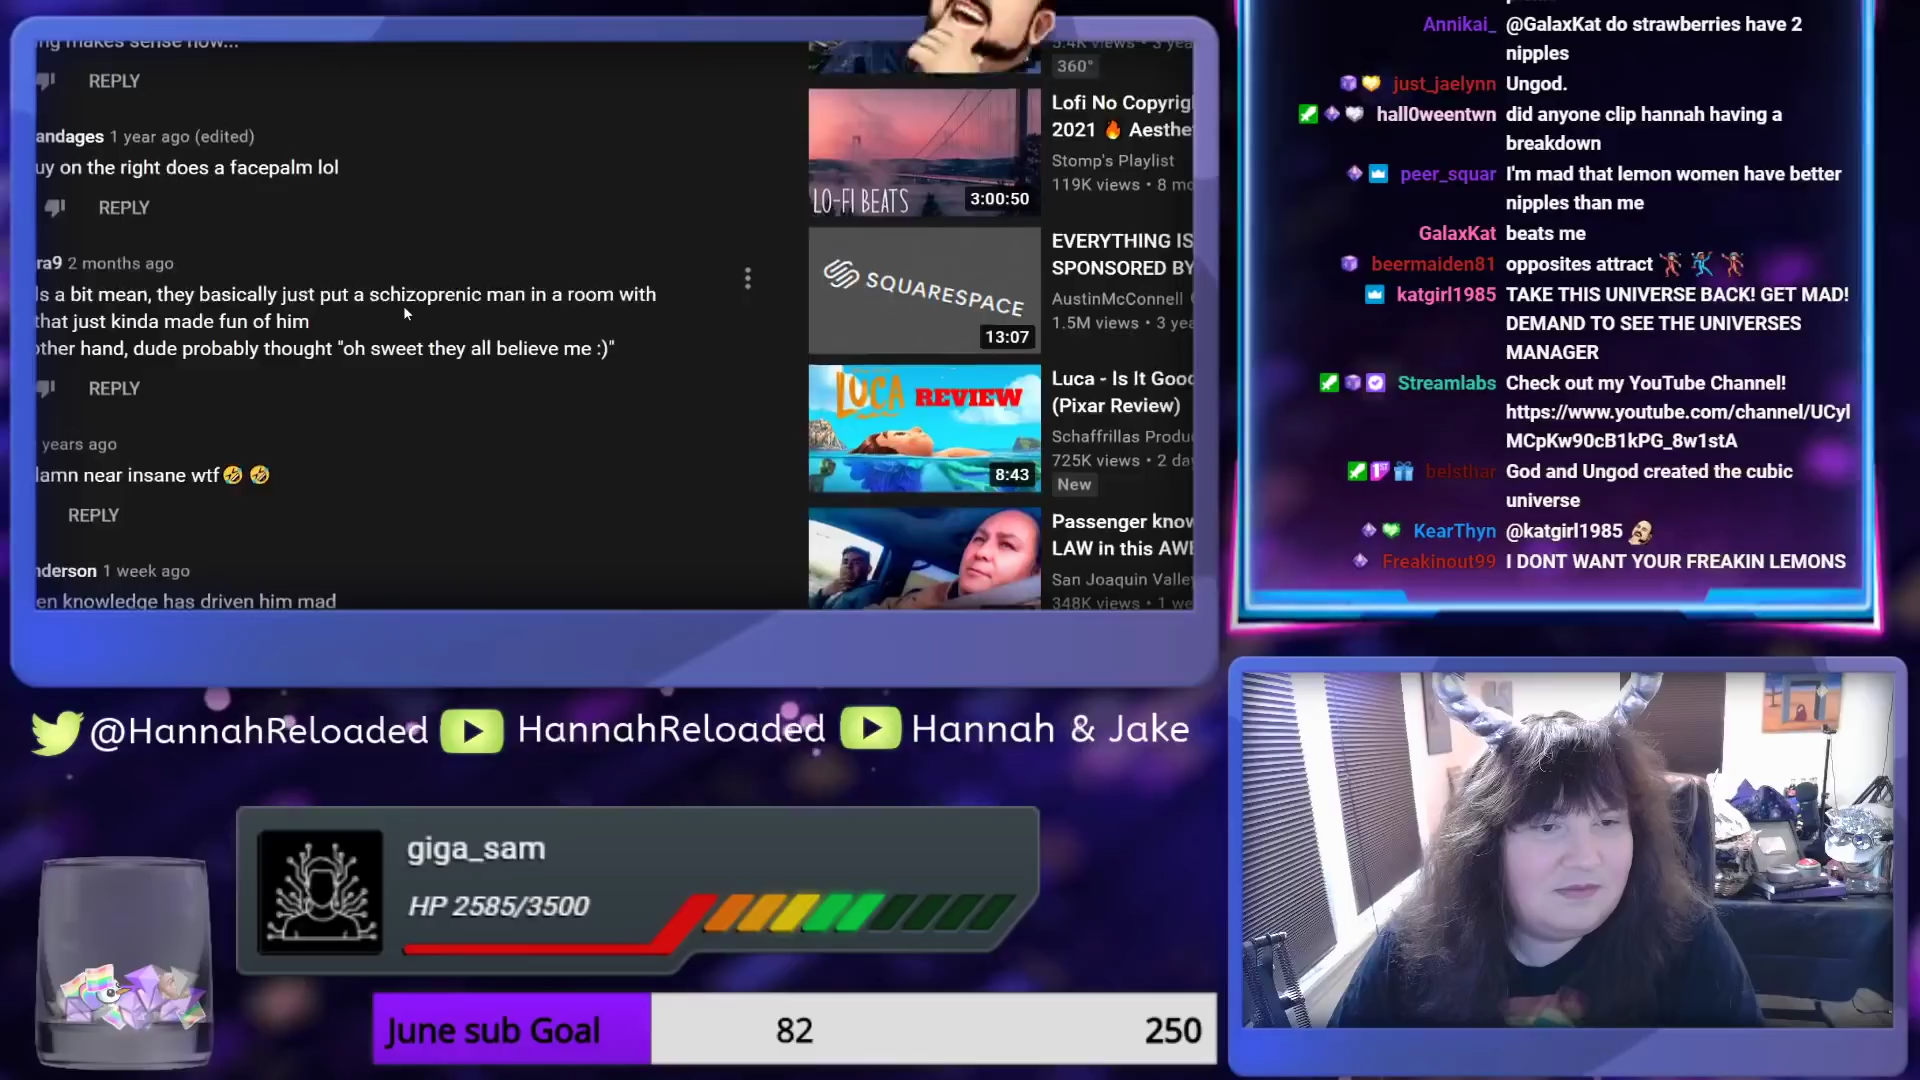 ing makes sense now...
REPLY
andages 1 year ago (edited)
uy on the right does a facepalm lol
REPLY
ra9 2 months ago
Is a bit mean, they basically just put a schizoprenic man in a room with
that just kinda made fun of him
other hand, dude probably thought "oh sweet they all believe me :)"
REPLY
years ago
damn near insane wtf🤣 🤣
REPLY
nderson 1 week ago
en knowledge has driven him mad
5.4K views • 3 yea
360°
LO-FI BEATS
3:00:50
Lofi No Copyrig
2021 🔥 Aesthe
Stomp's Playlist
119K views • 8 mo
SQUARESPACE
13:07
EVERYTHING IS
SPONSORED BY
AustinMcConnell
1.5M views • 3 yea
LUCA REVIEW
8:43
Luca - Is It Good
(Pixar Review)
Schaffrillas Produ
725K views • 2 da
New
Passenger know
LAW in this AWE
San Joaquin Valle
348K views • 1 we
Annikai_ @GalaxKat do strawberries have 2
nipples
just_jaelynn Ungod.
hall0weentwn did anyone clip hannah having a
breakdown
peer_squar I'm mad that lemon women have better
nipples than me
GalaxKat beats me
beermaiden81 opposites attract
katgirl1985 TAKE THIS UNIVERSE BACK! GET MAD!
DEMAND TO SEE THE UNIVERSES
MANAGER
Streamlabs Check out my YouTube Channel!
https://www.youtube.com/channel/UCyl
MCpKw90cB1kPG_8w1stA
belsthar God and Ungod created the cubic
universe
KearThyn @katgirl1985
Freakinout99 I DONT WANT YOUR FREAKIN LEMONS
@HannahReloaded HannahReloaded Hannah & Jake
giga_sam
HP 2585/3500
June sub Goal 82 250